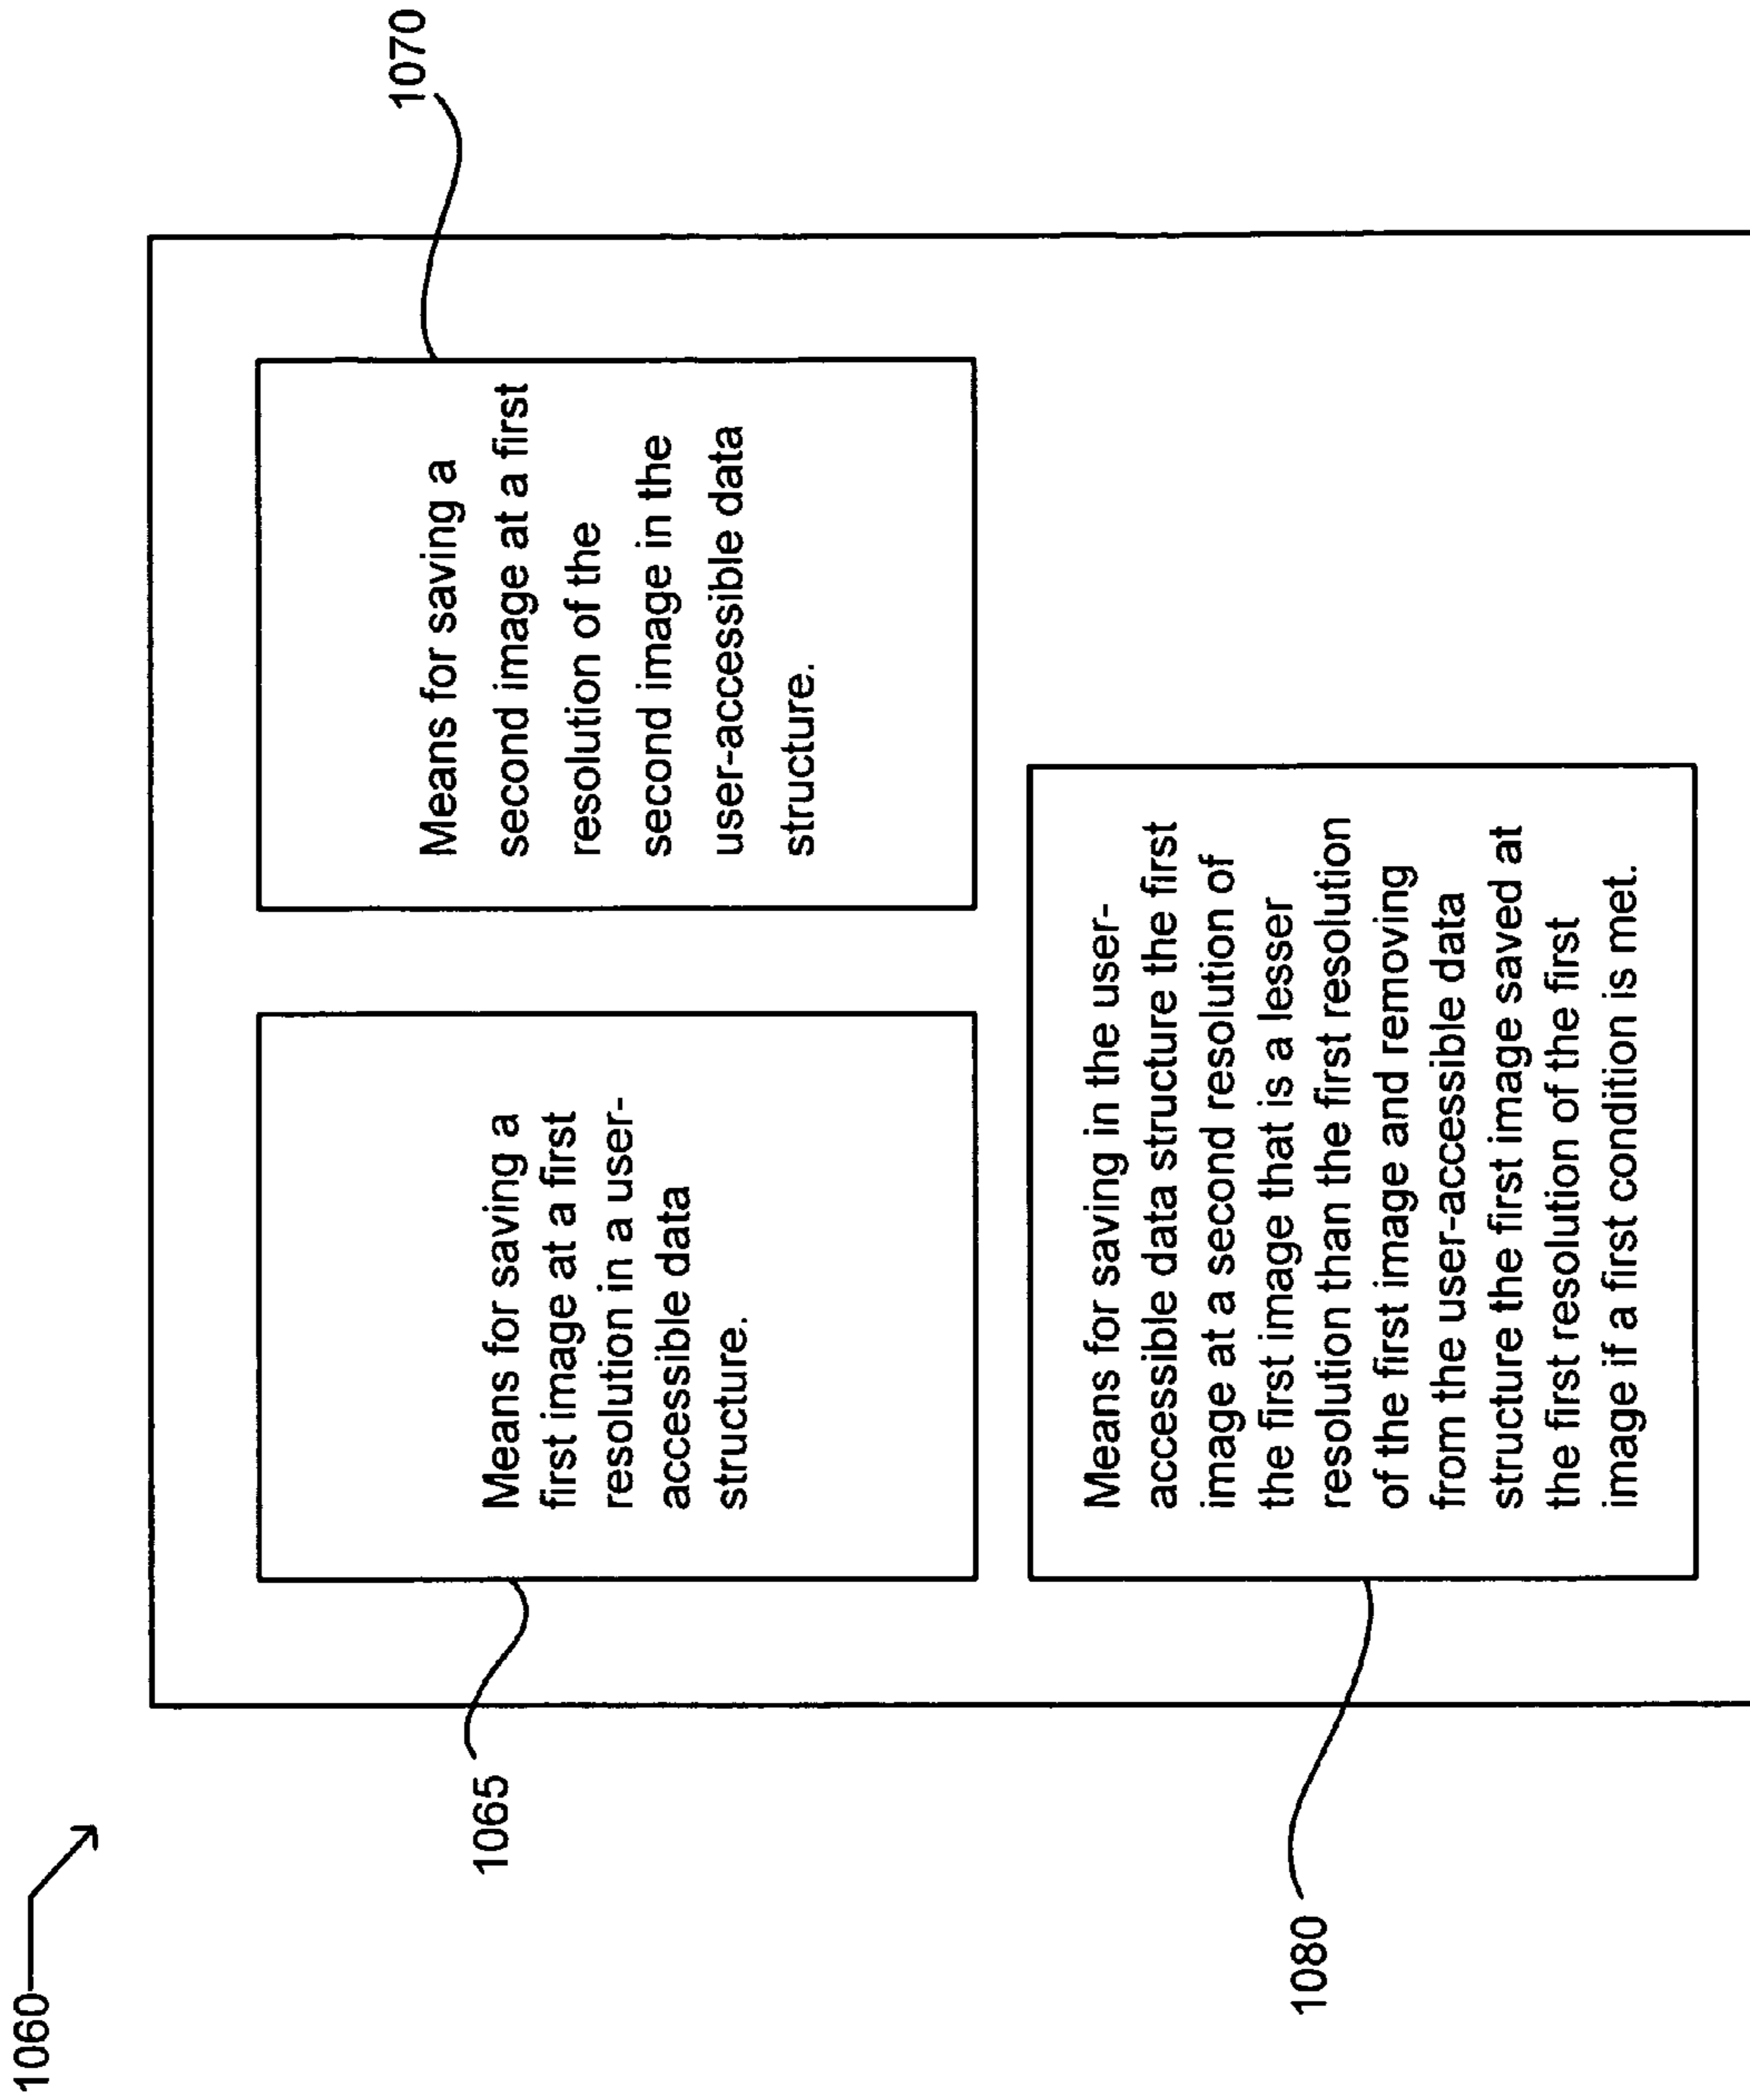 1060
1065
Means for saving a
first image at a first
resolution in a user-
accessible data
structure.
1070
Means for saving a
second image at a first
resolution of the
second image in the
user-accessible data
structure.
1080
Means for saving in the user-
accessible data structure the first
image at a second resolution of
the first image that is a lesser
resolution than the first resolution
of the first image and removing
from the user-accessible data
structure the first image saved at
the first resolution of the first
image if a first condition is met.